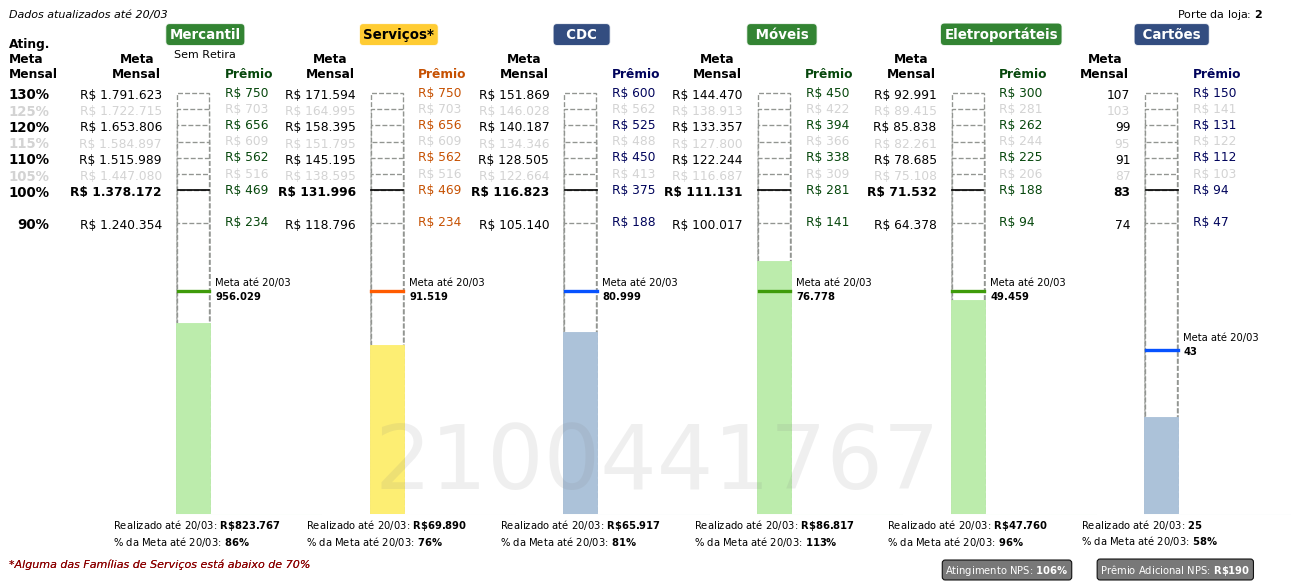 Dados atualizados até 20/03 Porte da loja: 2
Mercantil Serviços* CDC Móveis Eletroportáteis Cartões
Sem Retira
Ating. Meta Mensal Meta Mensal Prêmio Meta Mensal Prêmio Meta Mensal Prêmio Meta Mensal Prêmio Meta Mensal Prêmio Meta Mensal Prêmio
130% R$ 1.791.623 R$ 750 R$ 171.594 R$ 750 R$ 151.869 R$ 600 R$ 144.470 R$ 450 R$ 92.991 R$ 300 107 R$ 150
125% R$ 1.722.715 R$ 703 R$ 164.995 R$ 703 R$ 146.028 R$ 562 R$ 138.913 R$ 422 R$ 89.415 R$ 281 103 R$ 141
120% R$ 1.653.806 R$ 656 R$ 158.395 R$ 656 R$ 140.187 R$ 525 R$ 133.357 R$ 394 R$ 85.838 R$ 262 99 R$ 131
115% R$ 1.584.897 R$ 609 R$ 151.795 R$ 609 R$ 134.346 R$ 488 R$ 127.800 R$ 366 R$ 82.261 R$ 244 95 R$ 122
110% R$ 1.515.989 R$ 562 R$ 145.195 R$ 562 R$ 128.505 R$ 450 R$ 122.244 R$ 338 R$ 78.685 R$ 225 91 R$ 112
105% R$ 1.447.080 R$ 516 R$ 138.595 R$ 516 R$ 122.664 R$ 413 R$ 116.687 R$ 309 R$ 75.108 R$ 206 87 R$ 103
100% R$ 1.378.172 R$ 469 R$ 131.996 R$ 469 R$ 116.823 R$ 375 R$ 111.131 R$ 281 R$ 71.532 R$ 188 83 R$ 94
90% R$ 1.240.354 R$ 234 R$ 118.796 R$ 234 R$ 105.140 R$ 188 R$ 100.017 R$ 141 R$ 64.378 R$ 94 74 R$ 47
Meta até 20/03 Meta até 20/03 Meta até 20/03 Meta até 20/03 Meta até 20/03
956.029 91.519 80.999 76.778 49.459
Meta até 20/03
43
2100441767
Realizado até 20/03: R$823.767 Realizado até 20/03: R$69.890 Realizado até 20/03: R$65.917 Realizado até 20/03: R$86.817 Realizado até 20/03: R$47.760 Realizado até 20/03: 25
% da Meta até 20/03: 86% % da Meta até 20/03: 76% % da Meta até 20/03: 81% % da Meta até 20/03: 113% % da Meta até 20/03: 96% % da Meta até 20/03: 58%
*Alguma das Famílias de Serviços está abaixo de 70% Atingimento NPS: 106% Prêmio Adicional NPS: R$190